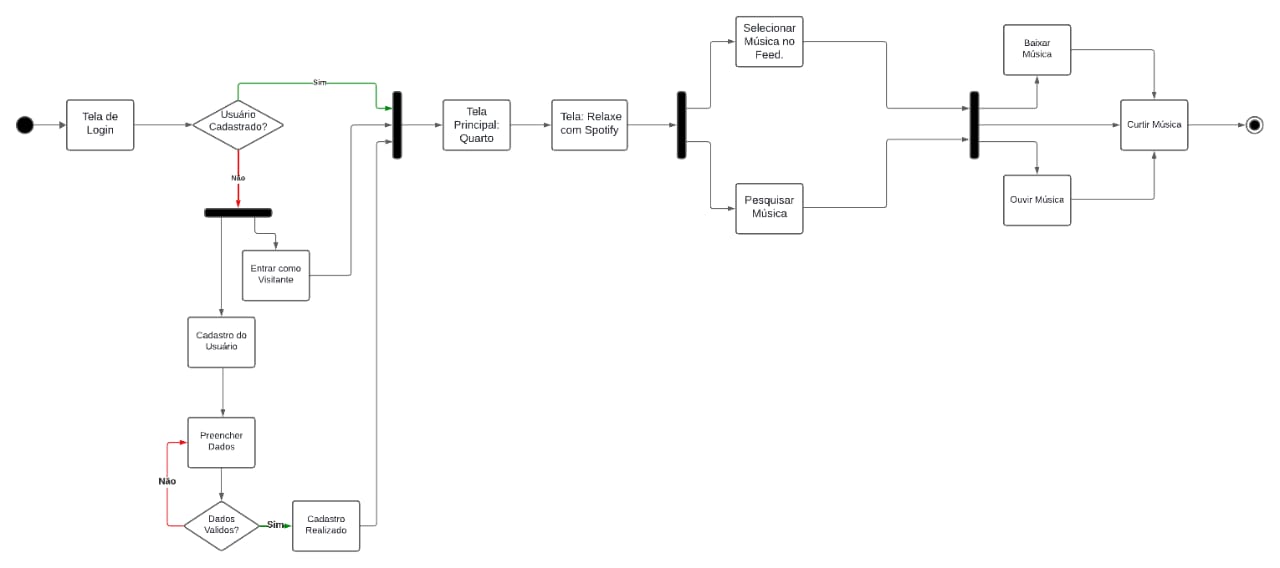 Tela de
Login
Usuário
Cadastrado?
Sim
Não
Entrar como
Visitante
Cadastro do
Usuário
Preencher
Dados
Não
Dados
Validos?
Sim
Cadastro
Realizado
Tela
Principal:
Quarto
Tela: Relaxe
com Spotify
Selecionar
Música no
Feed.
Pesquisar
Música
Baixar
Música
Curtir Música
Ouvir Música